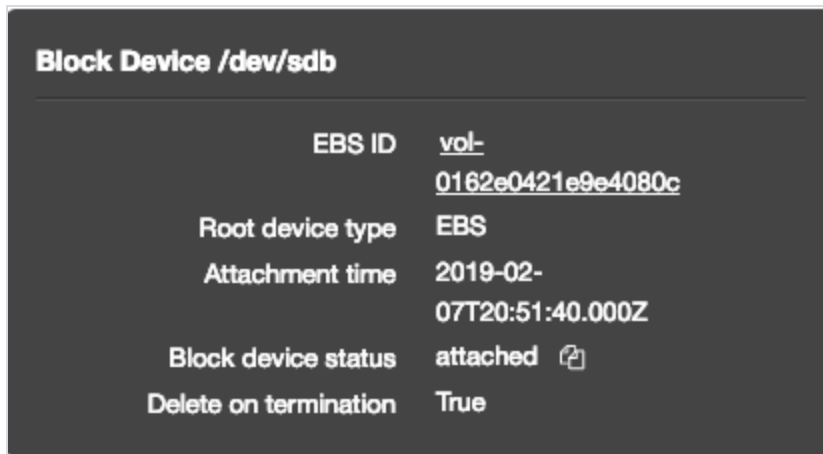 Block Device /dev/sdb
EBS ID vol-
0162e0421e9e4080c
Root device type EBS
Attachment time 2019-02-
07T20:51:40.000Z
Block device status attached
Delete on termination True